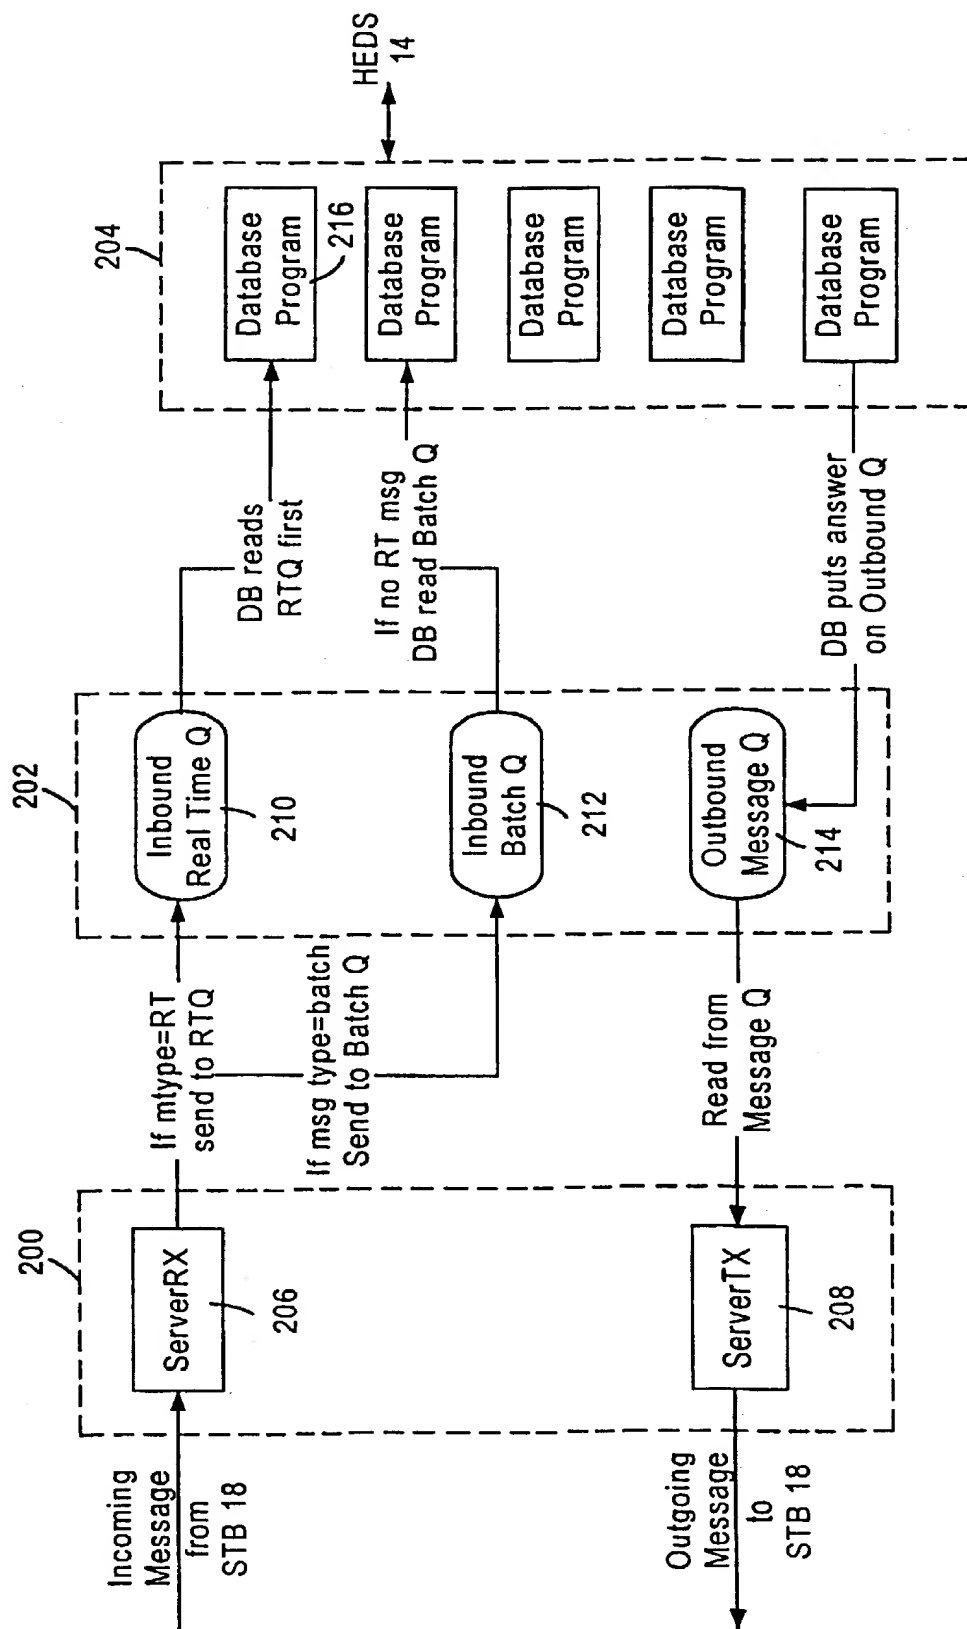 Incoming
Message
from
STB 18
200
ServerRX
206
If mtype=RT
send to RTQ
If msg type=batch
Send to Batch Q
202
Inbound
Real Time Q
210
Inbound
Batch Q
212
DB reads
RTQ first
If no RT msg
DB read Batch Q
204
Database
Program
216
Database
Program
Database
Program
Database
Program
Database
Program
HEDS
14
DB puts answer
on Outbound Q
Outbound
Message Q
214
Read from
Message Q
ServerTX
208
Outgoing
Message
to
STB 18